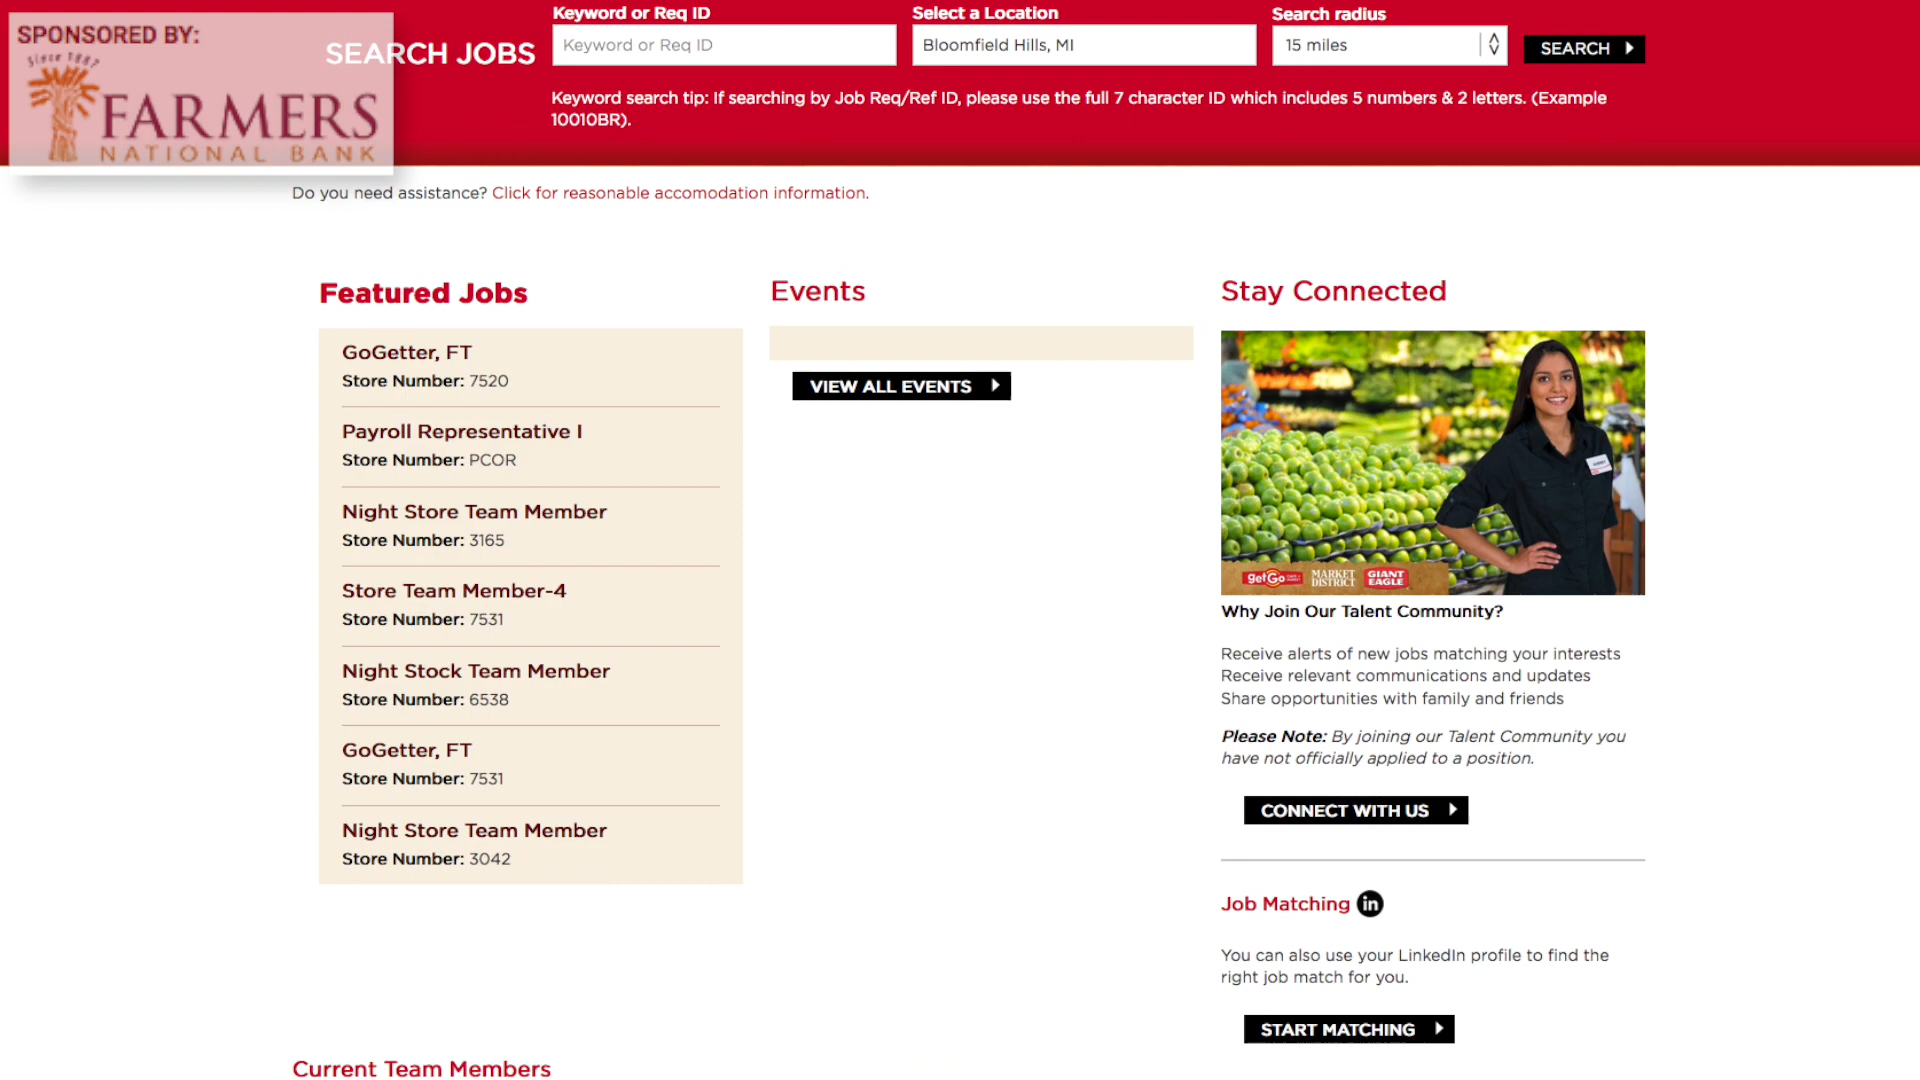 SPONSORED BY:
Since 1887
FARMERS
NATIONAL BANK
SEARCH JOBS
Keyword or Req ID
Keyword or Req ID
Select a Location
Bloomfield Hills, MI
Search radius
15 miles
SEARCH
Keyword search tip: If searching by Job Req/Ref ID, please use the full 7 character ID which includes 5 numbers & 2 letters. (Example
10010BR).
Do you need assistance? Click for reasonable accomodation information.
Featured Jobs
GoGetter, FT
Store Number: 7520
Payroll Representative I
Store Number: PCOR
Night Store Team Member
Store Number: 3165
Store Team Member-4
Store Number: 7531
Night Stock Team Member
Store Number: 6538
GoGetter, FT
Store Number: 7531
Night Store Team Member
Store Number: 3042
Events
VIEW ALL EVENTS
Stay Connected
getGo
MARKET
DISTRICT
GIANT
EAGLE
Why Join Our Talent Community?
Receive alerts of new jobs matching your interests
Receive relevant communications and updates
Share opportunities with family and friends
Please Note: By joining our Talent Community you
have not officially applied to a position.
CONNECT WITH US
Job Matching in
You can also use your LinkedIn profile to find the
right job match for you.
START MATCHING
Current Team Members